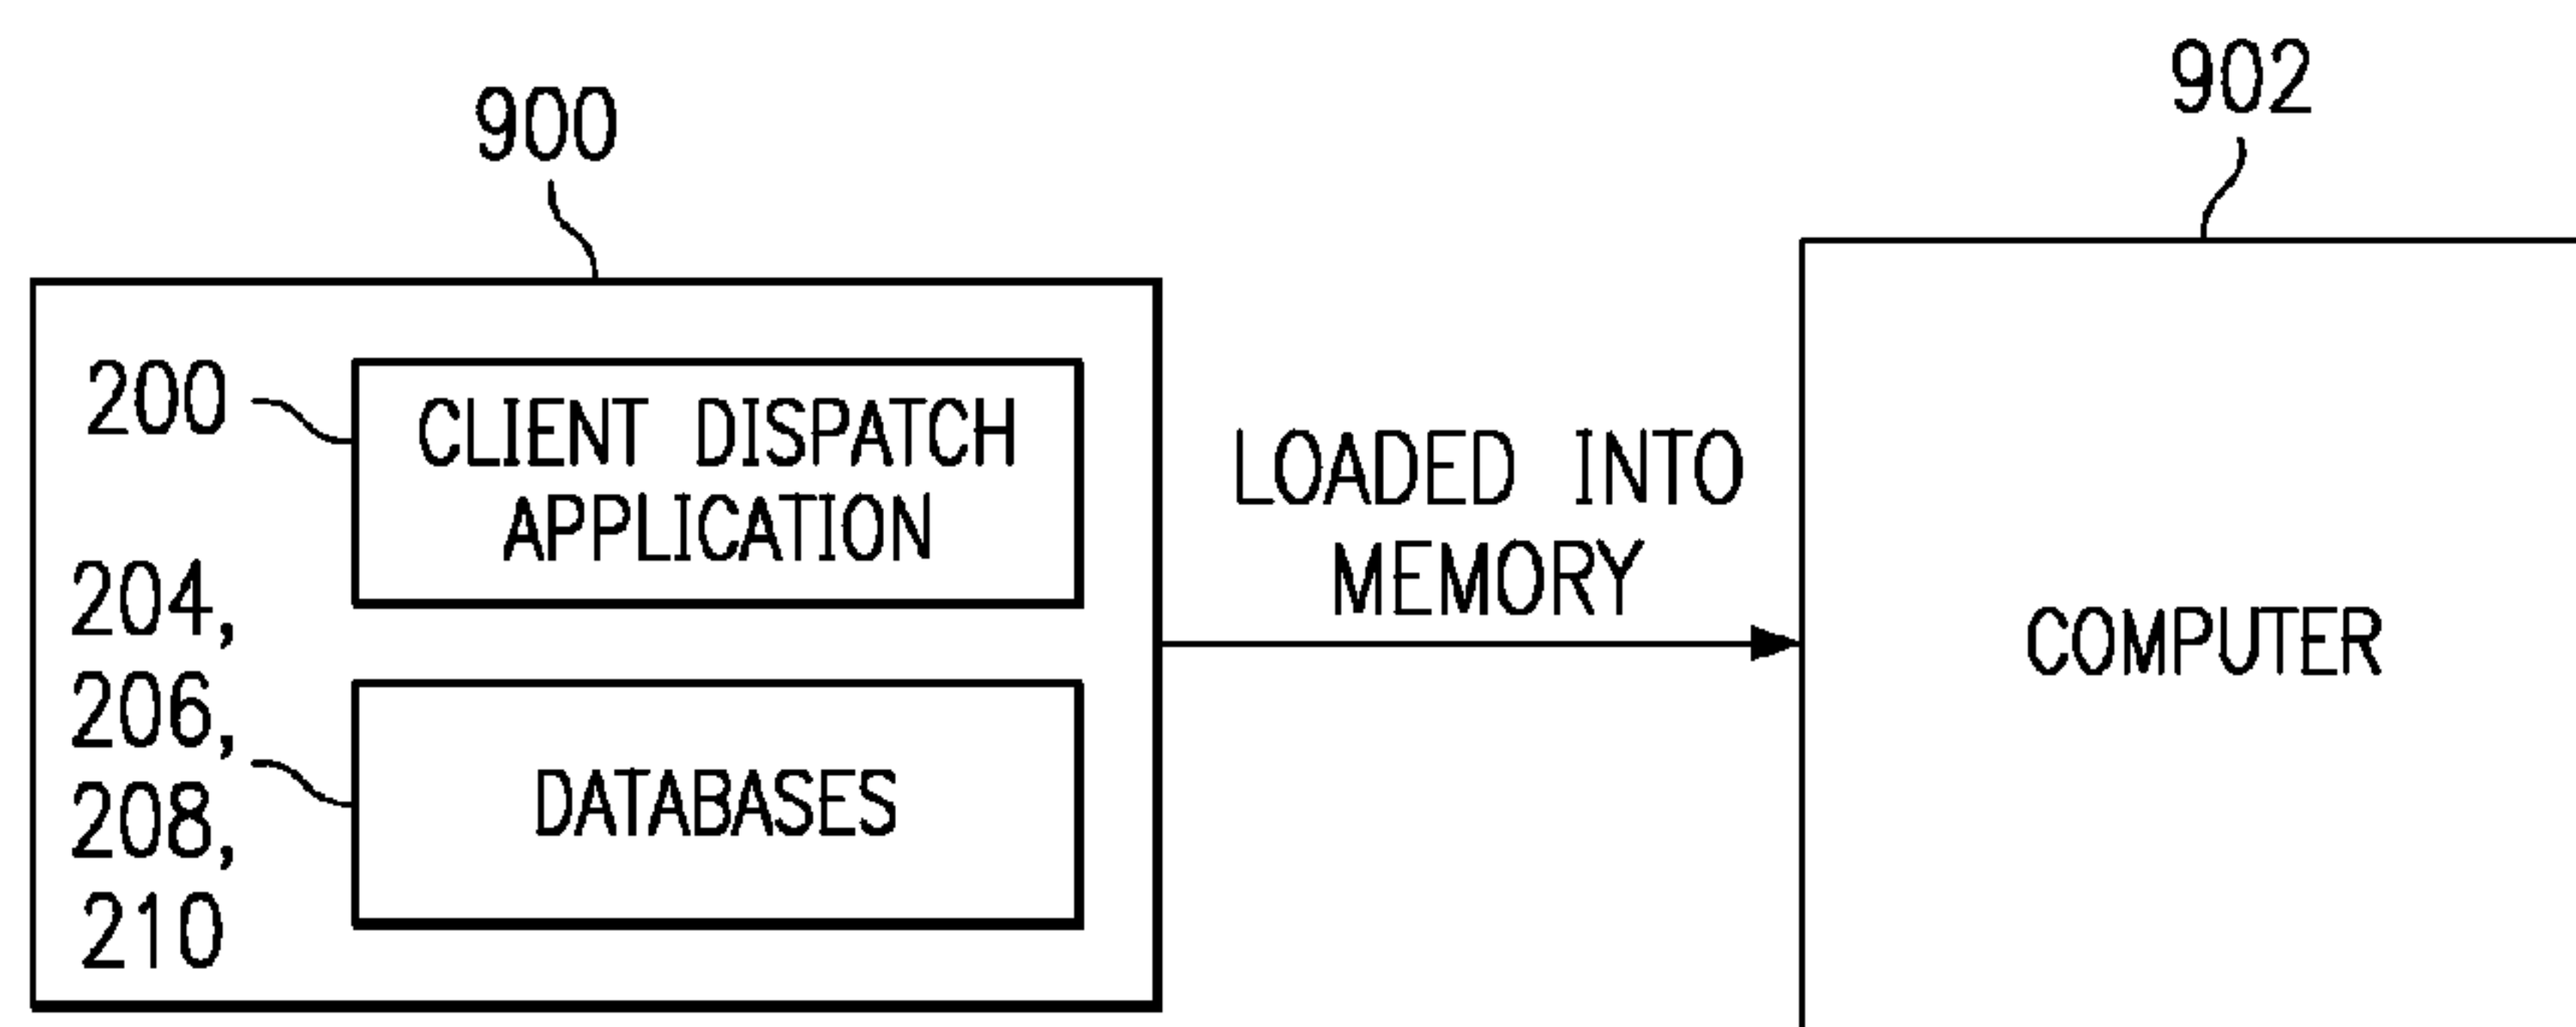 900
902
200
CLIENT DISPATCH
APPLICATION
204,
206,
208,
210
DATABASES
LOADED INTO
MEMORY
COMPUTER